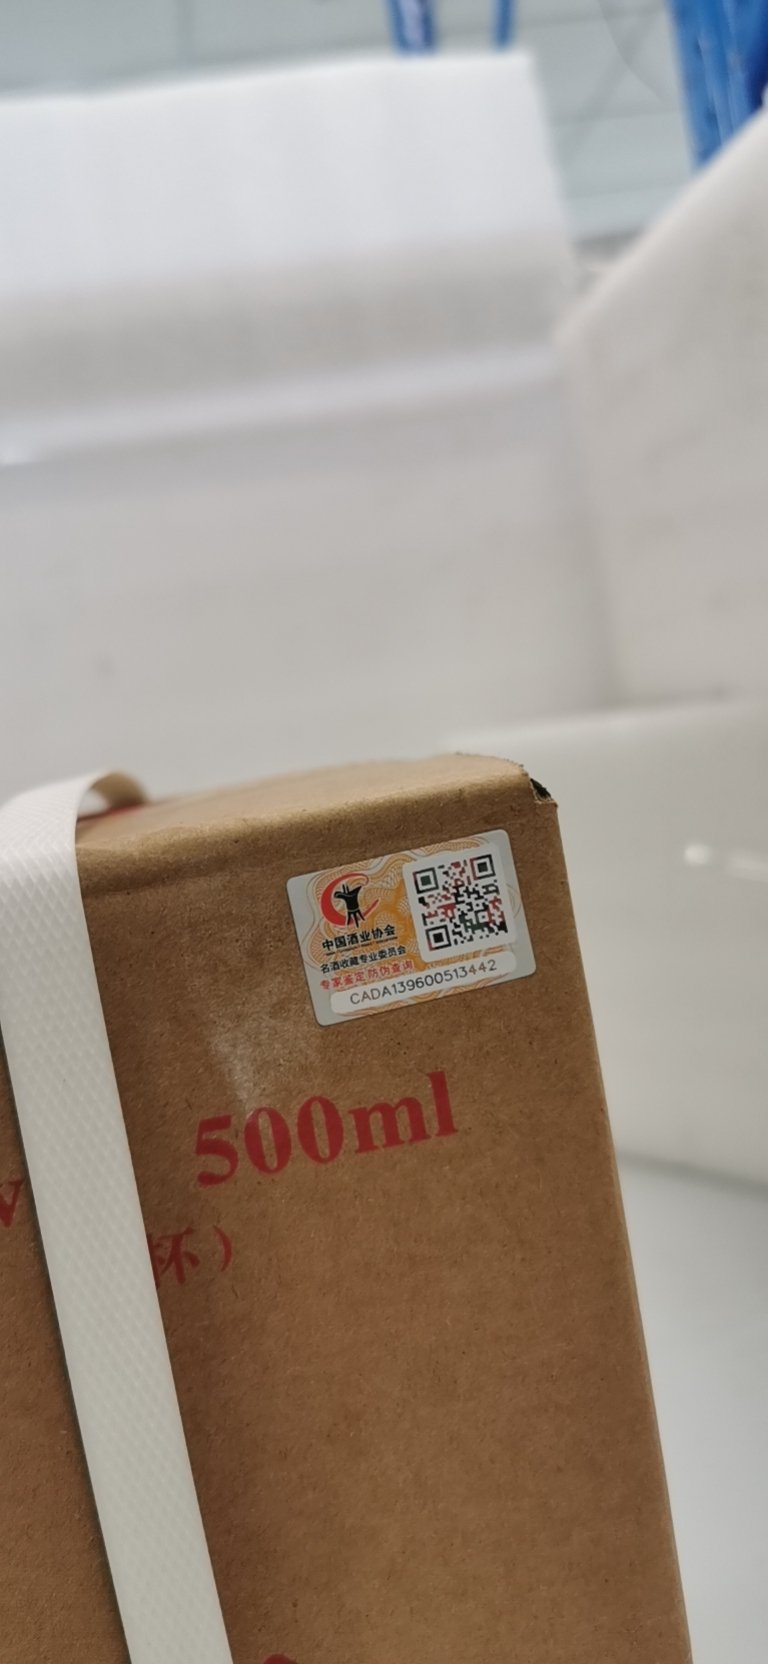 中国酒业协会
名酒收藏专业委员会
专家鉴定防伪查询
CADA139600513442
500ml
v
杯）